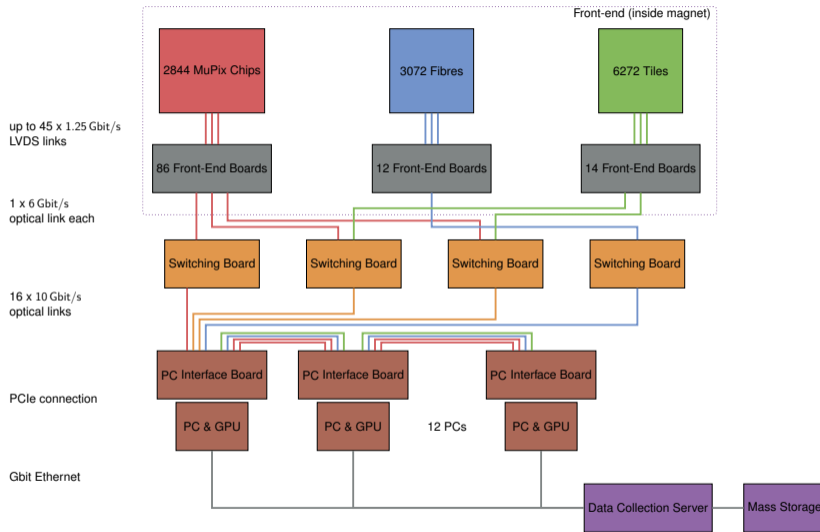 Front-end (inside magnet)
2844 MuPix Chips
3072 Fibres
6272 Tiles
up to 45 x 1.25 Gbit/s
LVDS links
86 Front-End Boards
12 Front-End Boards
14 Front-End Boards
1 x 6 Gbit/s
optical link each
Switching Board
Switching Board
Switching Board
Switching Board
16 x 10 Gbit/s
optical links
PC Interface Board
PC Interface Board
PC Interface Board
PCIe connection
PC & GPU
PC & GPU
12 PCs
PC & GPU
Gbit Ethernet
Data Collection Server
Mass Storage